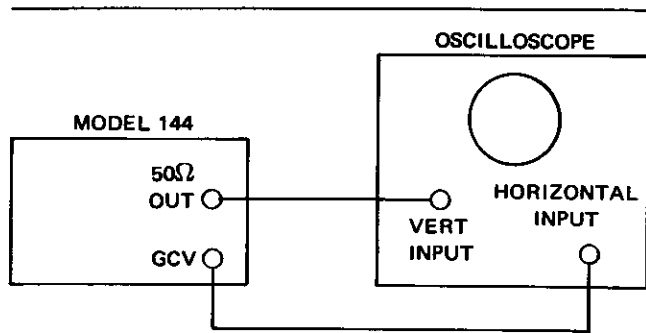 OSCILLOSCOPE
MODEL 144
50Ω
OUT
GCV
VERT
INPUT
HORIZONTAL
INPUT